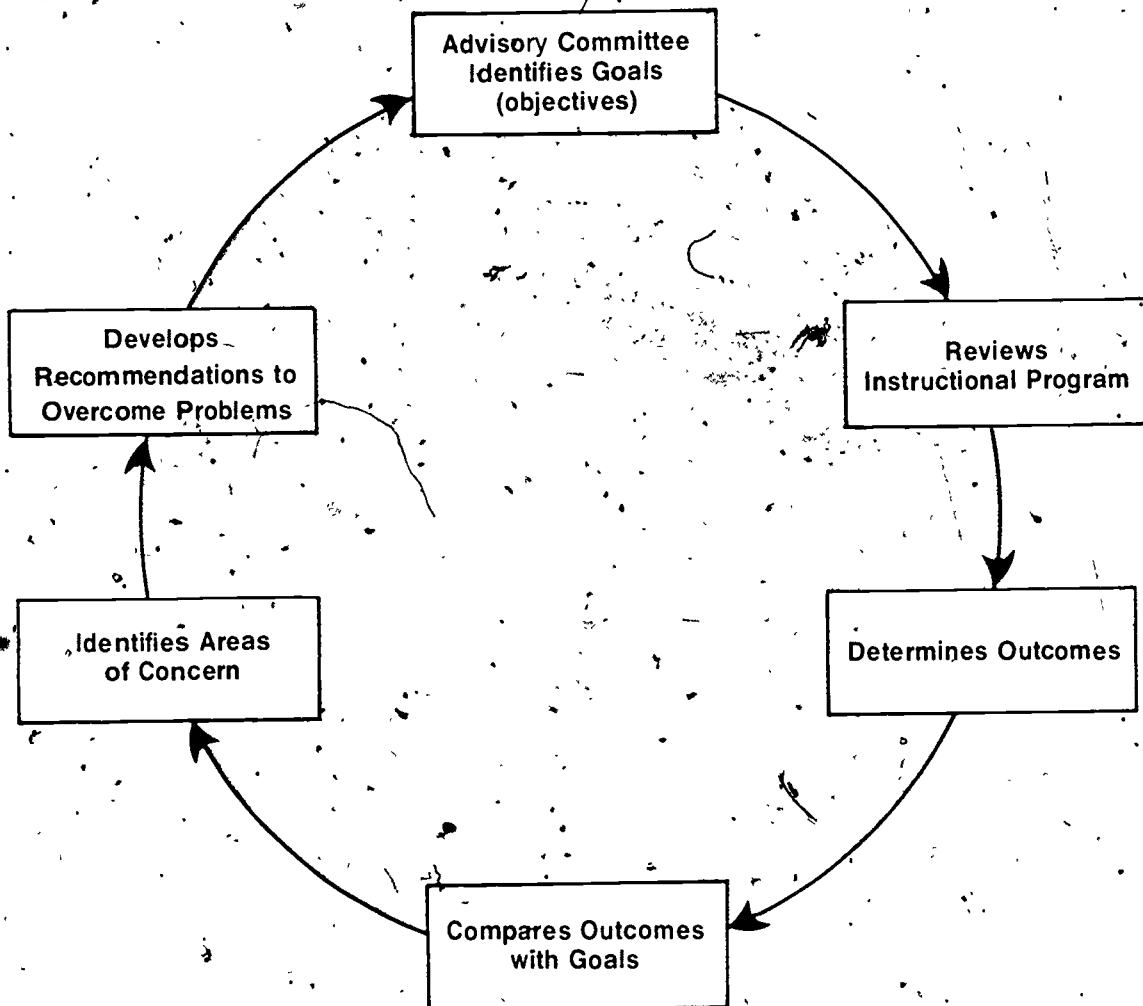 Advisory Committee
Identifies Goals
(objectives)
Reviews
Instructional Program
Determines Outcomes
Compares Outcomes
with Goals
Identifies Areas
of Concern
Develops
Recommendations to
Overcome Problems